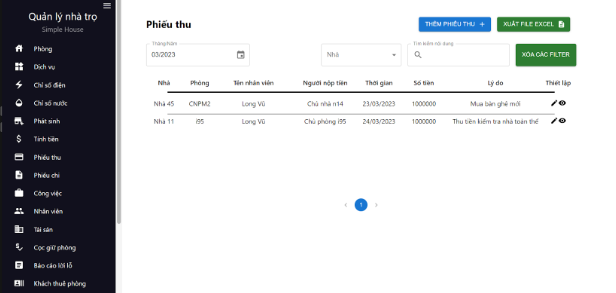 Quản lý nhà trọ
Simple House
Phòng
Dịch vụ
Chỉ số điện
Chỉ số nước
Phát sinh
Tính tiền
Phiếu thu
Phiếu chi
Công việc
Nhân viên
Tài sản
Cọc giữ phòng
Báo cáo lời lỗ
Khách thuê phòng
Phiếu thu
THÊM PHIẾU THU +
XUẤT FILE EXCEL
Tháng/năm
03/2023
Nhà
Tìm kiếm nội dung
XÓA CÁC FILTER
Nhà Phòng Tên nhân viên Người nộp tiền Thời gian Số tiền Lý do Thiết lập
Nhà 45 CNPM2 Long Vũ Chủ nhà n14 23/03/2023 1000000 Mua bàn ghế mới
Nhà 11 i95 Long Vũ Chủ phòng i95 24/03/2023 1000000 Thu tiền kiểm tra nhà toàn thể
1